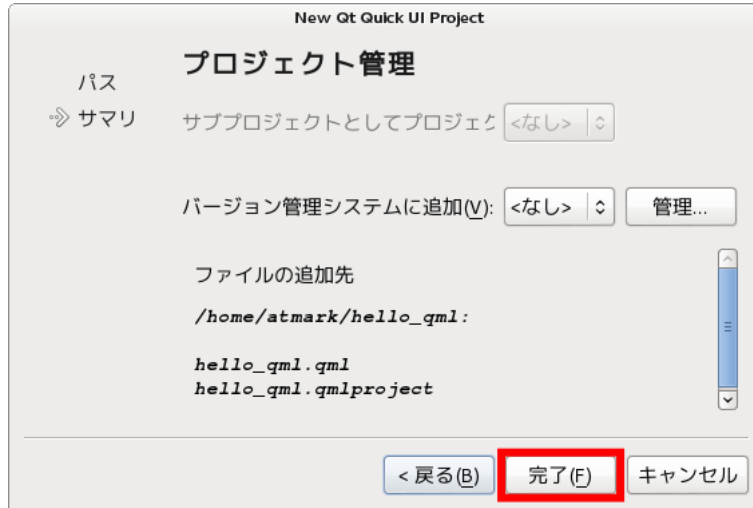 New Qt Quick UI Project
パス
サマリ
プロジェクト管理
サブプロジェクトとしてプロジェク <なし>
バージョン管理システムに追加(V): <なし> 管理...
ファイルの追加先
/home/atmark/hello_qml:
hello_qml.qml
hello_qml.qmlproject
< 戻る(B) 完了(F) キャンセル